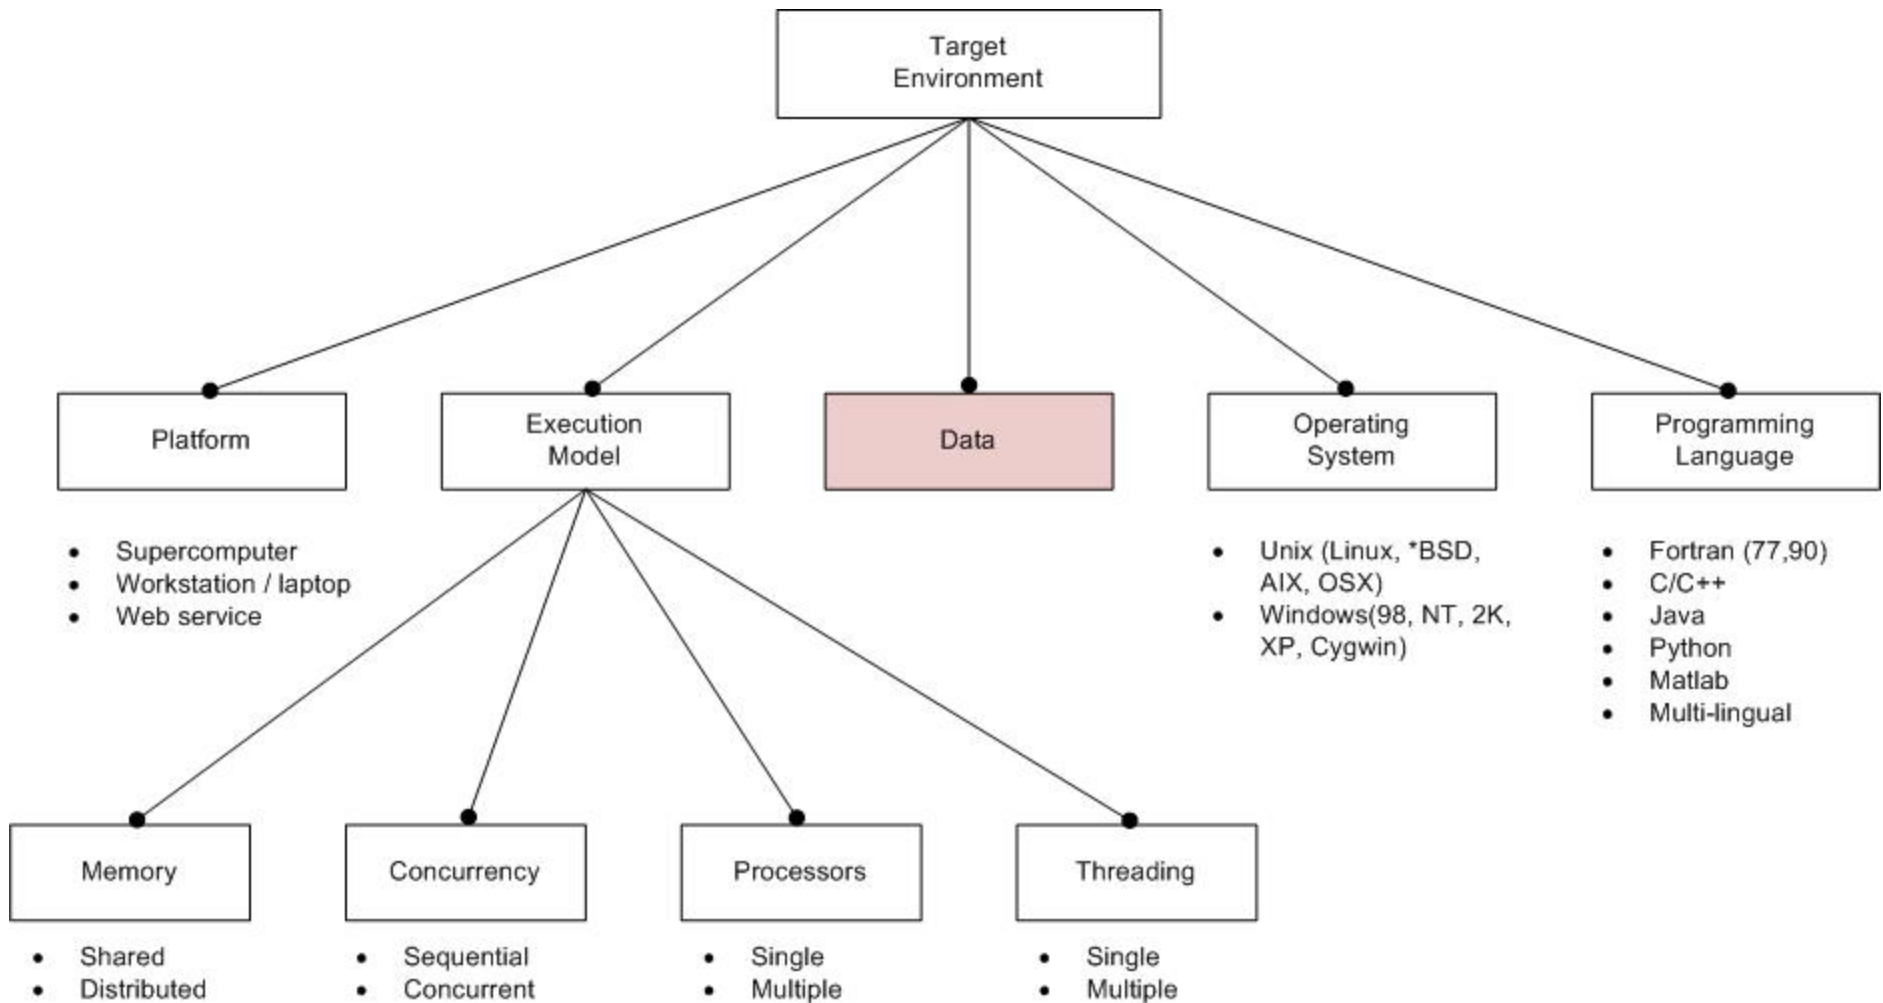 Target
Environment
Platform
Execution
Model
Data
Operating
System
Programming
Language
• Supercomputer
• Workstation / laptop
• Web service
• Unix (Linux, *BSD,
AIX, OSX)
• Windows(98, NT, 2K,
XP, Cygwin)
• Fortran (77,90)
• C/C++
• Java
• Python
• Matlab
• Multi-lingual
Memory
Concurrency
Processors
Threading
• Shared
• Distributed
• Sequential
• Concurrent
• Single
• Multiple
• Single
• Multiple